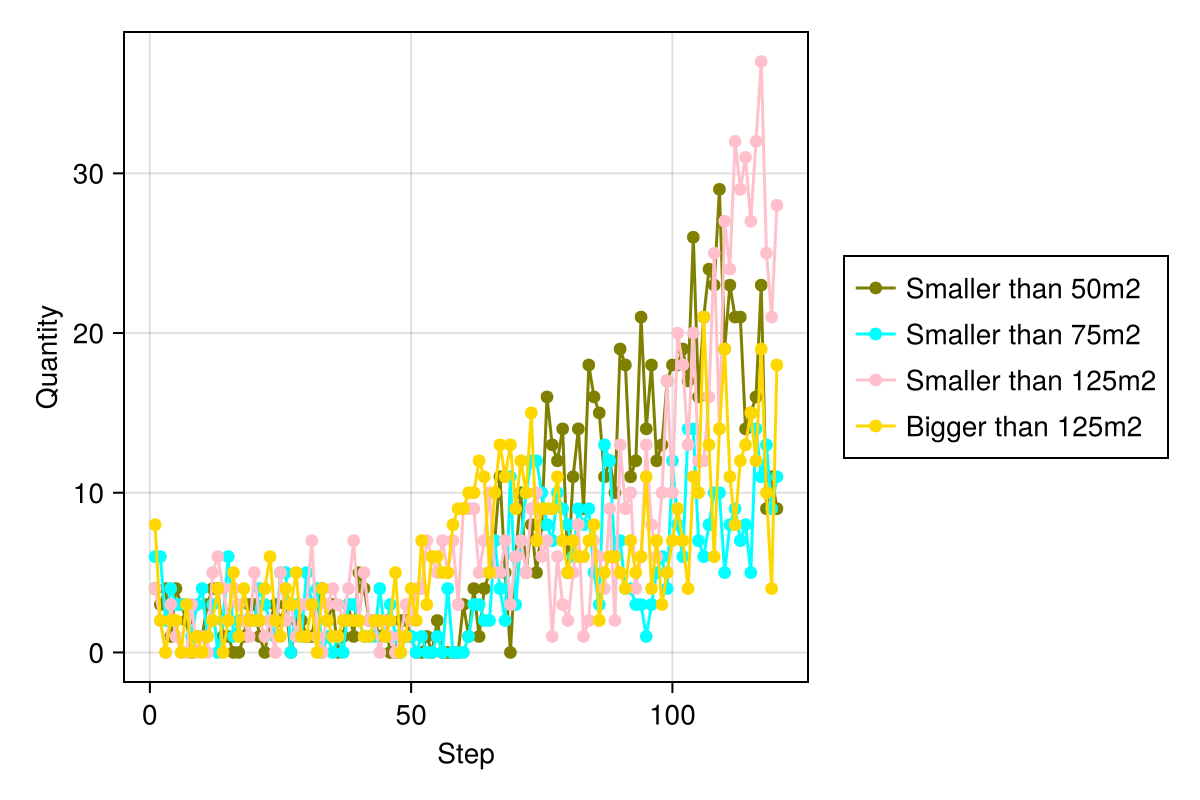 30
20
10
0
Quantity
0
50
100
Step
Smaller than 50m2
Smaller than 75m2
Smaller than 125m2
Bigger than 125m2